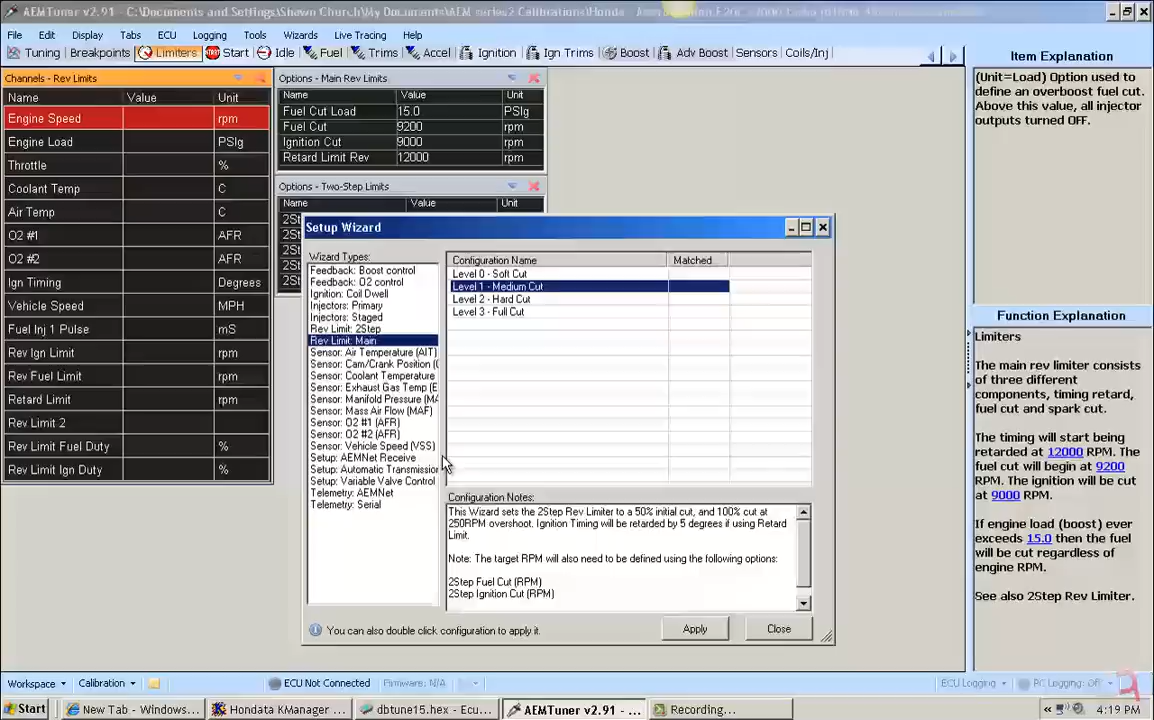 AEMTuner v2.91 - C:\Documents and Settings\Shawn Church\My Documents\AEM series2 Calibrations\Honda
File Edit Display Tabs ECU Logging Tools Wizards Live Tracing Help
Tuning Breakpoints Limiters Start Idle Fuel Trims Accel Ignition Ign Trims Boost Adv Boost Sensors Coils/Inj
Channels - Rev Limits
Name Value Unit
Engine Speed rpm
Engine Load PSIg
Throttle %
Coolant Temp C
Air Temp C
O2 #1 AFR
O2 #2 AFR
Ign Timing Degrees
Vehicle Speed MPH
Fuel Inj 1 Pulse mS
Rev Ign Limit rpm
Rev Fuel Limit rpm
Retard Limit rpm
Rev Limit 2
Rev Limit Fuel Duty %
Rev Limit Ign Duty %
Options - Main Rev Limits
Name Value Unit
Fuel Cut Load 15.0 PSIg
Fuel Cut 9200 rpm
Ignition Cut 9000 rpm
Retard Limit Rev 12000 rpm
Options - Two-Step Limits
Name Value Unit
2St
2St
2St
2St
2St
Setup Wizard
Wizard Types:
Feedback: Boost control
Feedback: O2 control
Ignition: Coil Dwell
Injectors: Primary
Injectors: Staged
Rev Limit: 2Step
Rev Limit: Main
Sensor: Air Temperature (AIT)
Sensor: Cam/Crank Position (C
Sensor: Coolant Temperature
Sensor: Exhaust Gas Temp (E
Sensor: Manifold Pressure (MA
Sensor: Mass Air Flow (MAF)
Sensor: O2 #1 (AFR)
Sensor: O2 #2 (AFR)
Sensor: Vehicle Speed (VSS)
Setup: AEMNet Receive
Setup: Automatic Transmission
Setup: Variable Valve Control
Telemetry: AEMNet
Telemetry: Serial
Configuration Name Matched...
Level 0 - Soft Cut
Level 1 - Medium Cut
Level 2 - Hard Cut
Level 3 - Full Cut
Configuration Notes:
This Wizard sets the 2Step Rev Limiter to a 50% initial cut, and 100% cut at
250RPM overshoot. Ignition Timing will be retarded by 5 degrees if using Retard
Limit.
Note: The target RPM will also need to be defined using the following options:
2Step Fuel Cut (RPM)
2Step Ignition Cut (RPM)
You can also double click configuration to apply it.
Apply Close
Item Explanation
(Unit=Load) Option used to
define an overboost fuel cut.
Above this value, all injector
outputs turned OFF.
Function Explanation
Limiters
The main rev limiter consists
of three different
components, timing retard,
fuel cut and spark cut.
The timing will start being
retarded at 12000 RPM. The
fuel cut will begin at 9200
RPM. The ignition will be cut
at 9000 RPM.
If engine load (boost) ever
exceeds 15.0 then the fuel
will be cut regardless of
engine RPM.
See also 2Step Rev Limiter.
Workspace Calibration ECU Not Connected Firmware: N/A ECU Logging PC Logging: Off
Start New Tab - Windows... Hondata KManager ... dbtune15.hex - Ecu... AEMTuner v2.91 - ... Recording... 4:19 PM